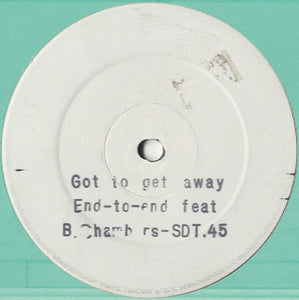 Got to get away
End-to-end feat
B.Chambers-SDT.45